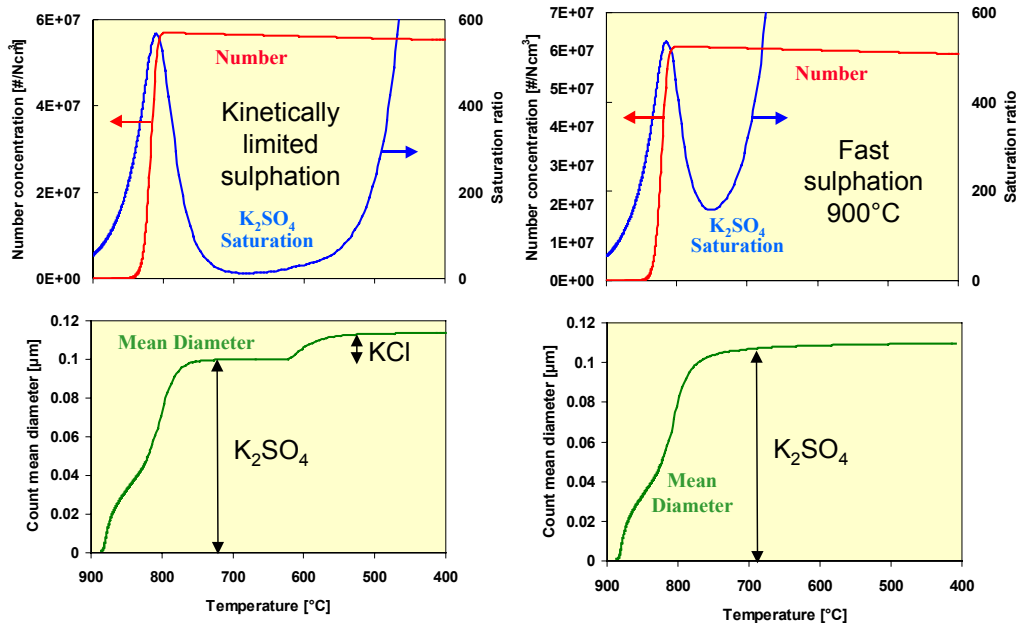 6E+07
4E+07
2E+07
0E+00
Number concentration [#/Ncm³]
600
400
200
0
Saturation ratio
Number
Kinetically
limited
sulphation
K₂SO₄
Saturation
7E+07
6E+07
5E+07
4E+07
3E+07
2E+07
1E+07
0E+00
Number concentration [#/Ncm³]
600
400
200
0
Saturation ratio
Number
Fast
sulphation
900°C
K₂SO₄
Saturation
0.12
0.1
0.08
0.06
0.04
0.02
0
Count mean diameter [µm]
Mean Diameter
KCl
K₂SO₄
900 800 700 600 500 400
Temperature [°C]
0.12
0.1
0.08
0.06
0.04
0.02
0
Count mean diameter [µm]
K₂SO₄
Mean
Diameter
900 800 700 600 500 400
Temperature [°C]